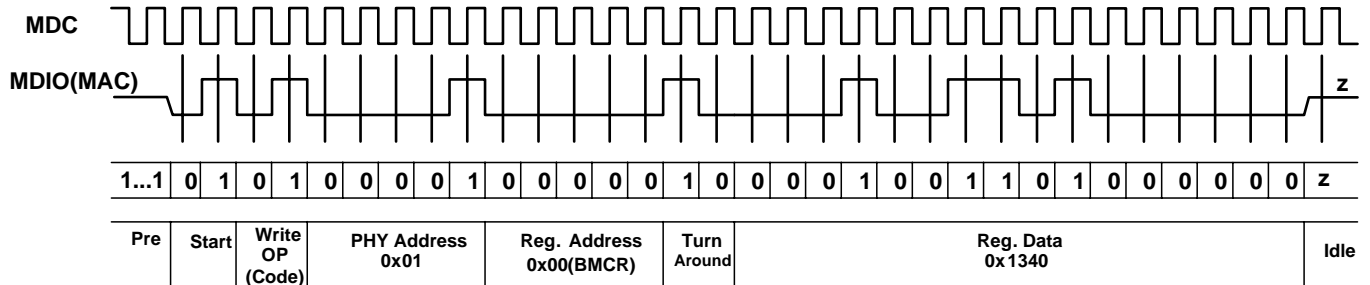 MDC
MDIO(MAC)
z
1...1 0 1 0 1 0 0 0 0 1 0 0 0 0 0 1 0 0 0 0 1 0 0 1 1 0 1 0 0 0 0 0 0 z
Pre
Start
Write
OP
(Code)
PHY Address
0x01
Reg. Address
0x00(BMCR)
Turn
Around
Reg. Data
0x1340
Idle